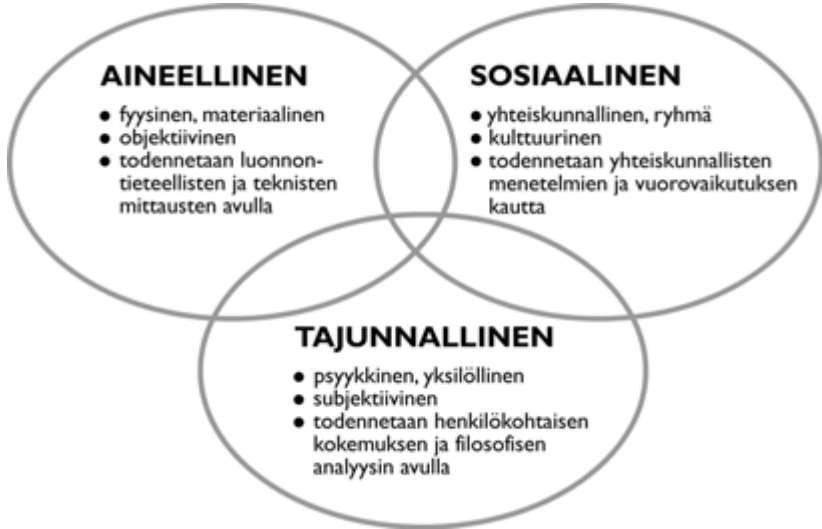 AINEELLINEN
• fyysinen, materiaalinen
• objektiivinen
• todennetaan luonnon-
tieteellisten ja teknisten
mittausten avulla
SOSIAALINEN
• yhteiskunnallinen, ryhmä
• kulttuurinen
• todennetaan yhteiskunnallisten
menetelmien ja vuorovaikutuksen
kautta
TAJUNNALLINEN
• psyykkinen, yksilöllinen
• subjektiivinen
• todennetaan henkilökohtaisen
kokemuksen ja filosofisen
analyysin avulla